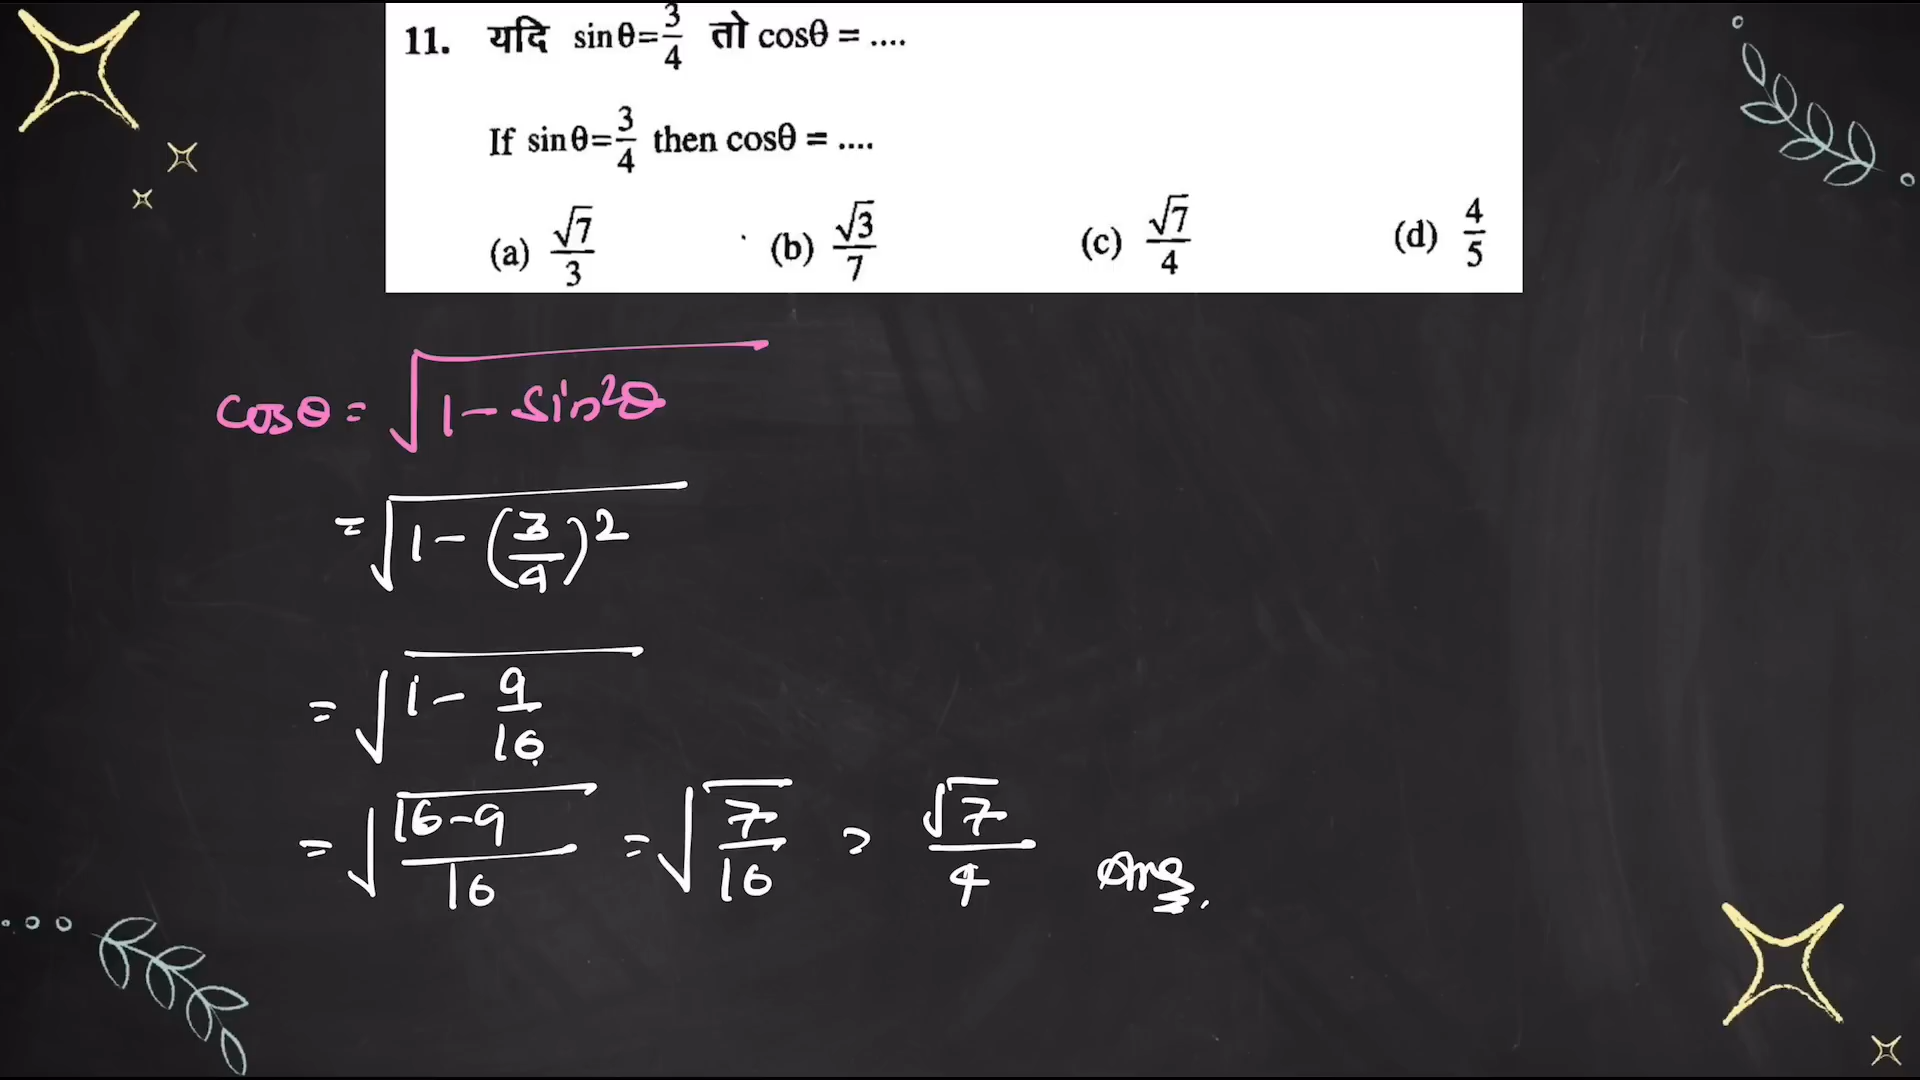 11. यदि sinθ=3/4 तो cosθ = ....
If sinθ=3/4 then cosθ = ....
(a) √7/3 (b) √3/7 (c) √7/4 (d) 4/5
cosθ = √(1 - sin²θ)
= √(1 - (3/4)²)
= √(1 - 9/16)
= √((16-9)/16) = √(7/16) = √7/4 Ans.